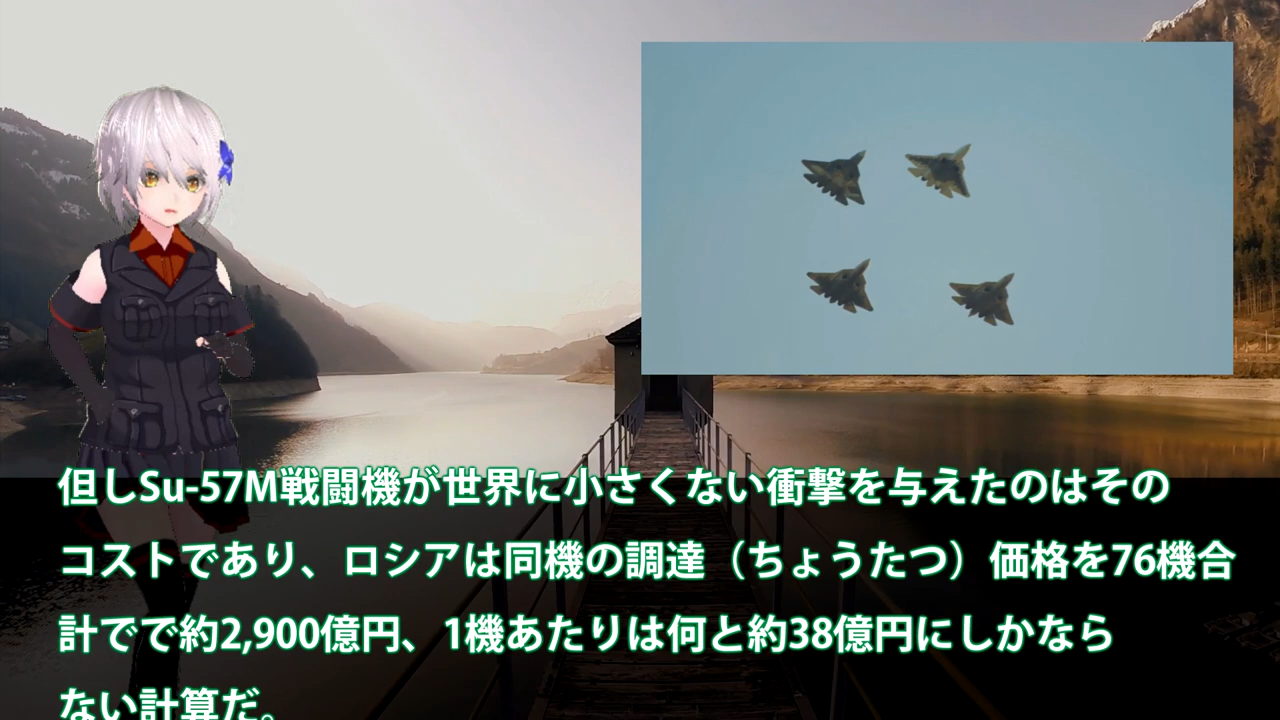 但しSu-57M戦闘機が世界に小さくない衝撃を与えたのはその
コストであり、ロシアは同機の調達（ちょうたつ）価格を76機合
計でで約2,900億円、1機あたりは何と約38億円にしかなら
ない計算だ。